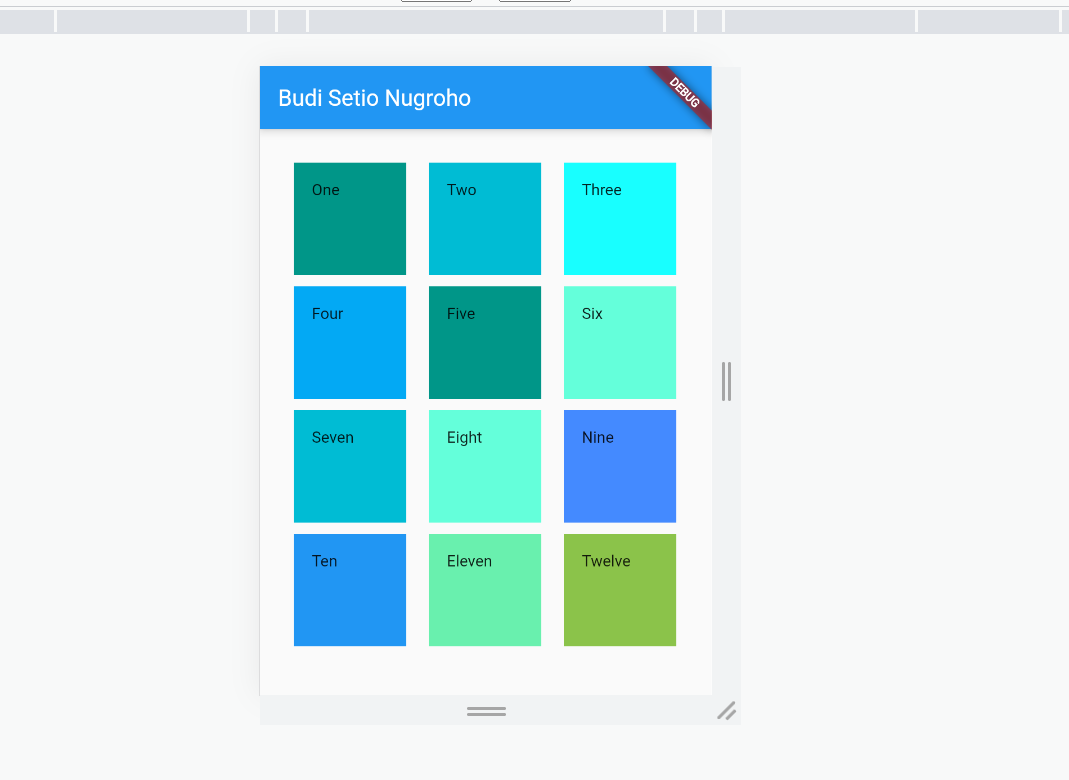 Budi Setio Nugroho
DEBUG
One
Two
Three
Four
Five
Six
Seven
Eight
Nine
Ten
Eleven
Twelve